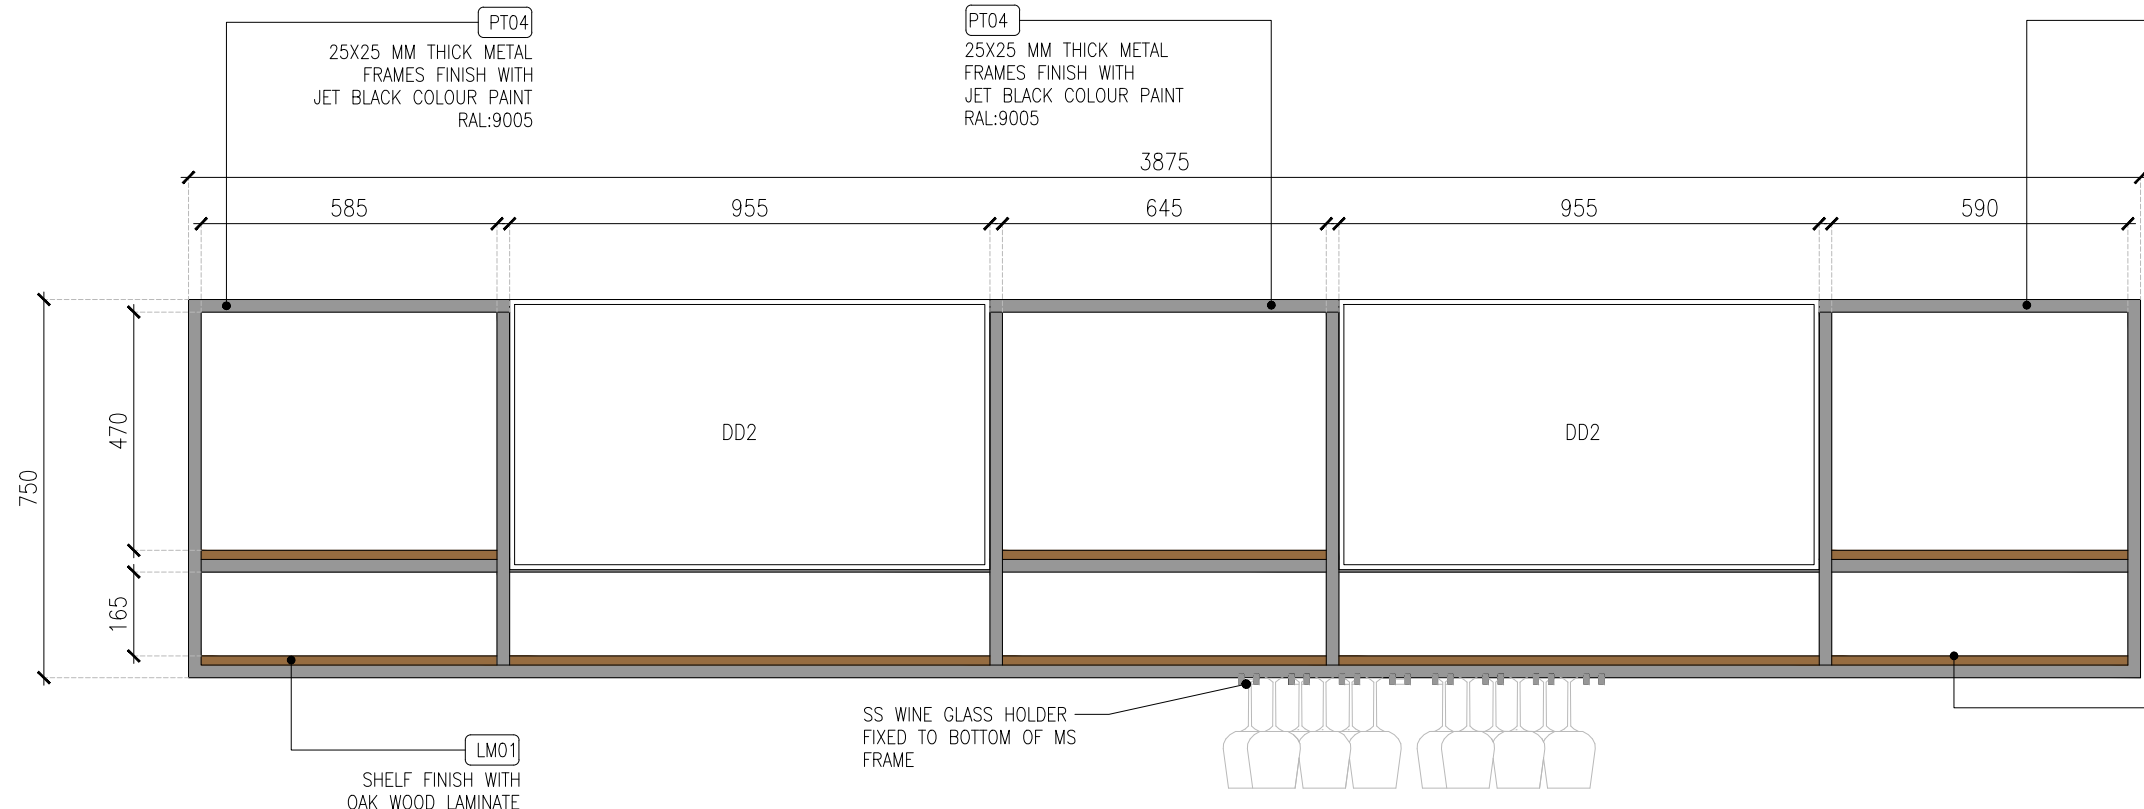 PT04
25X25 MM THICK METAL
FRAMES FINISH WITH
JET BLACK COLOUR PAINT
RAL:9005
PT04
25X25 MM THICK METAL
FRAMES FINISH WITH
JET BLACK COLOUR PAINT
RAL:9005
3875
585
955
645
955
590
750
470
165
DD2
DD2
SS WINE GLASS HOLDER
FIXED TO BOTTOM OF MS
FRAME
LM01
SHELF FINISH WITH
OAK WOOD LAMINATE